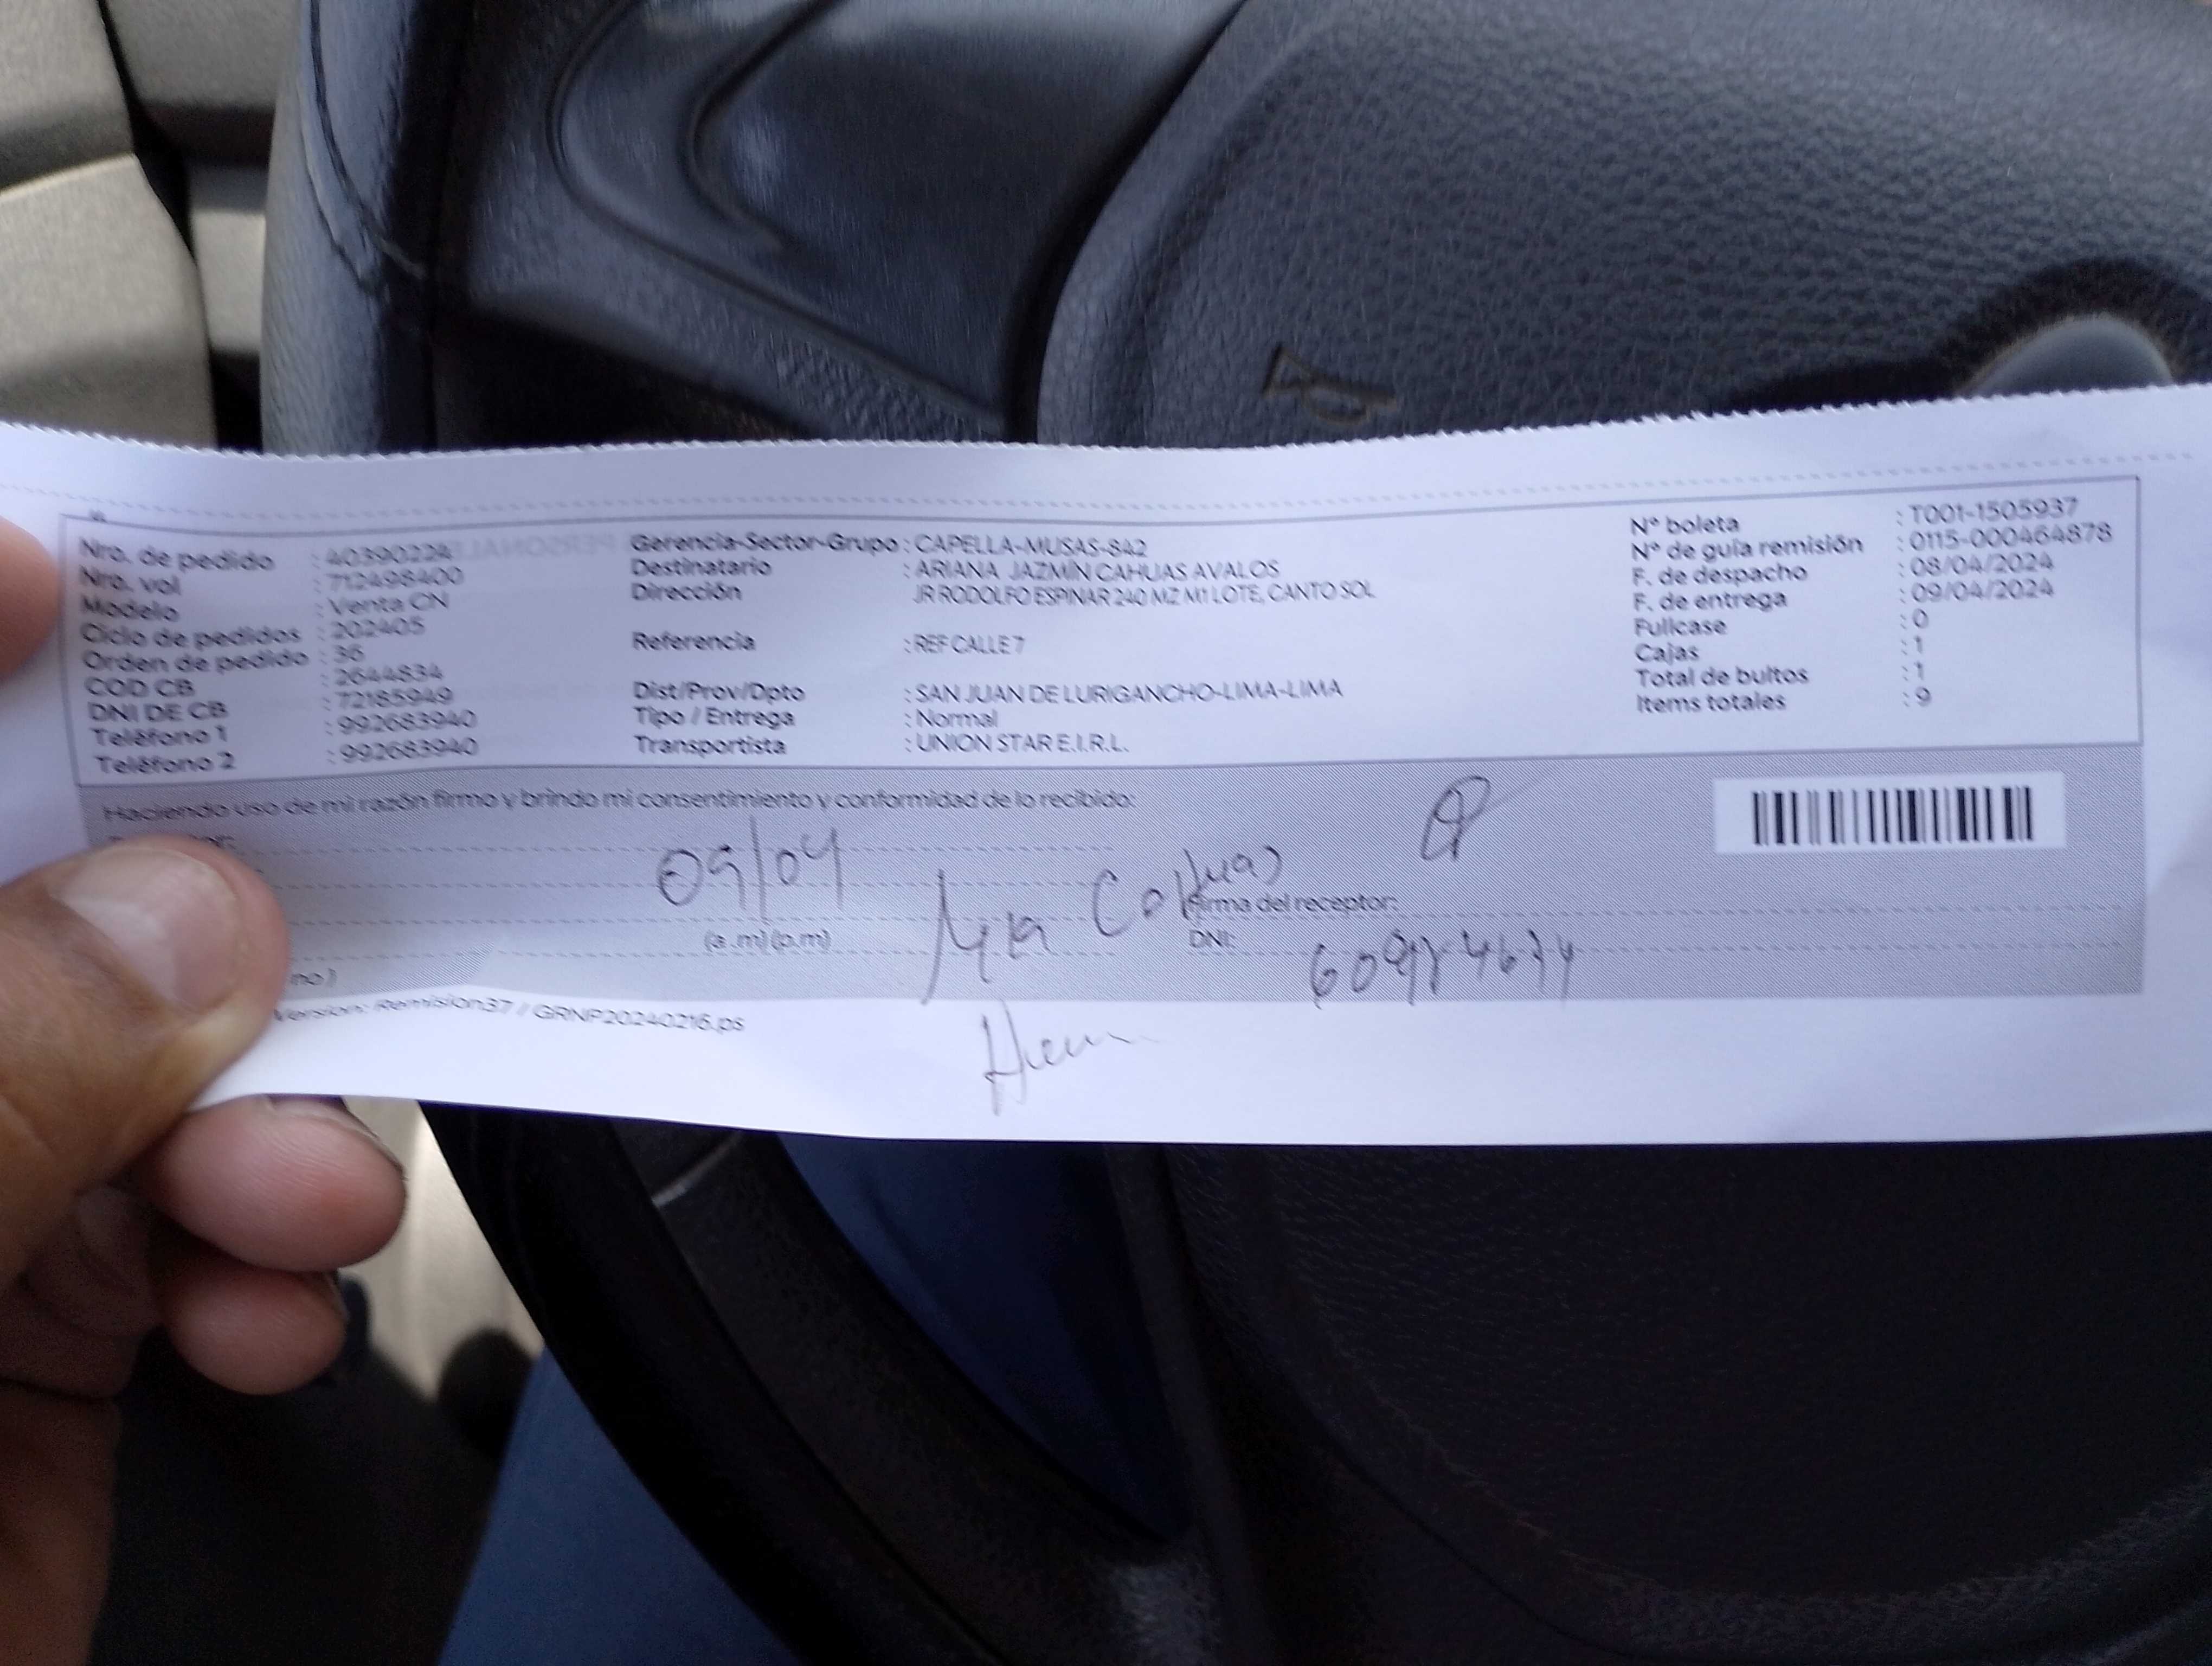 Nro. de pedido : 40390224
Nro. vol : 712498400
Modelo : Venta CN
Ciclo de pedidos : 202405
Orden de pedido : 36
COD CB : 2644834
DNI DE CB : 72185949
Teléfono 1 : 992683940
Teléfono 2 : 992683940
Gerencia-Sector-Grupo : CAPELLA-MUSAS-842
Destinatario : ARIANA JAZMÍN CAHUAS AVALOS
Dirección JR RODOLFO ESPINAR 240 MZ M1 LOTE, CANTO SOL
Referencia : REF CALLE 7
Dist/Prov/Dpto : SAN JUAN DE LURIGANCHO-LIMA-LIMA
Tipo / Entrega : Normal
Transportista : UNION STAR E.I.R.L.
N° boleta : T001-1505937
N° de guía remisión : 0115-000464878
F. de despacho : 08/04/2024
F. de entrega : 09/04/2024
Fullcase : 0
Cajas : 1
Total de bultos : 1
Items totales : 9
Haciendo uso de mi razón firmo y brindo mi consentimiento y conformidad de lo recibido:
09/04
Firma del receptor:
(a .m) (p.m)
DNI:
no)
Version: Remision37 // GRNP20240216.ps